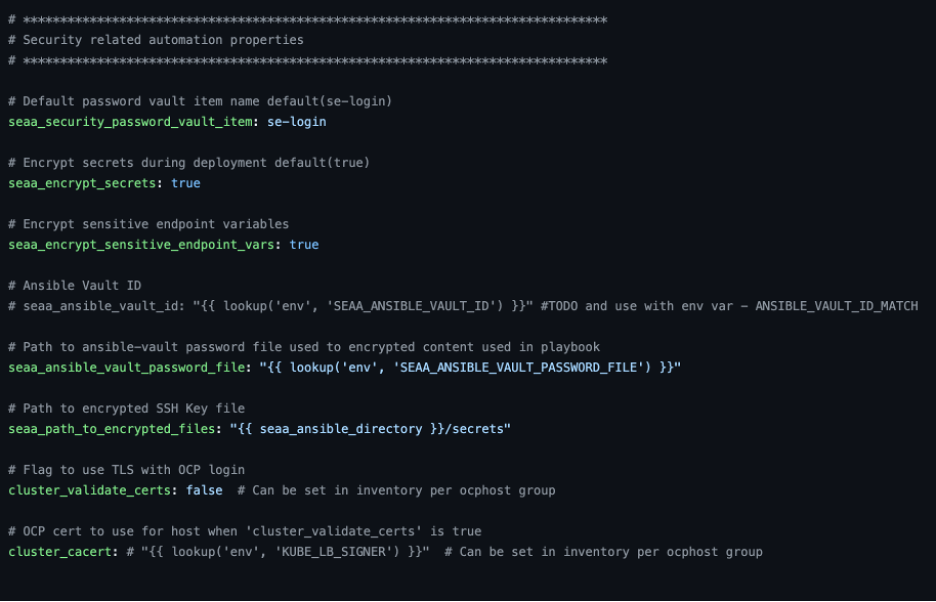 # *******************************************************************************
# Security related automation properties
# *******************************************************************************
# Default password vault item name default(se-login)
seaa_security_password_vault_item: se-login
# Encrypt secrets during deployment default(true)
seaa_encrypt_secrets: true
# Encrypt sensitive endpoint variables
seaa_encrypt_sensitive_endpoint_vars: true
# Ansible Vault ID
# seaa_ansible_vault_id: "{{ lookup('env', 'SEAA_ANSIBLE_VAULT_ID') }}" #TODO and use with env var - ANSIBLE_VAULT_ID_MATCH
# Path to ansible-vault password file used to encrypted content used in playbook
seaa_ansible_vault_password_file: "{{ lookup('env', 'SEAA_ANSIBLE_VAULT_PASSWORD_FILE') }}"
# Path to encrypted SSH Key file
seaa_path_to_encrypted_files: "{{ seaa_ansible_directory }}/secrets"
# Flag to use TLS with OCP login
cluster_validate_certs: false  # Can be set in inventory per ocphost group
# OCP cert to use for host when 'cluster_validate_certs' is true
cluster_cacert: # "{{ lookup('env', 'KUBE_LB_SIGNER') }}"  # Can be set in inventory per ocphost group